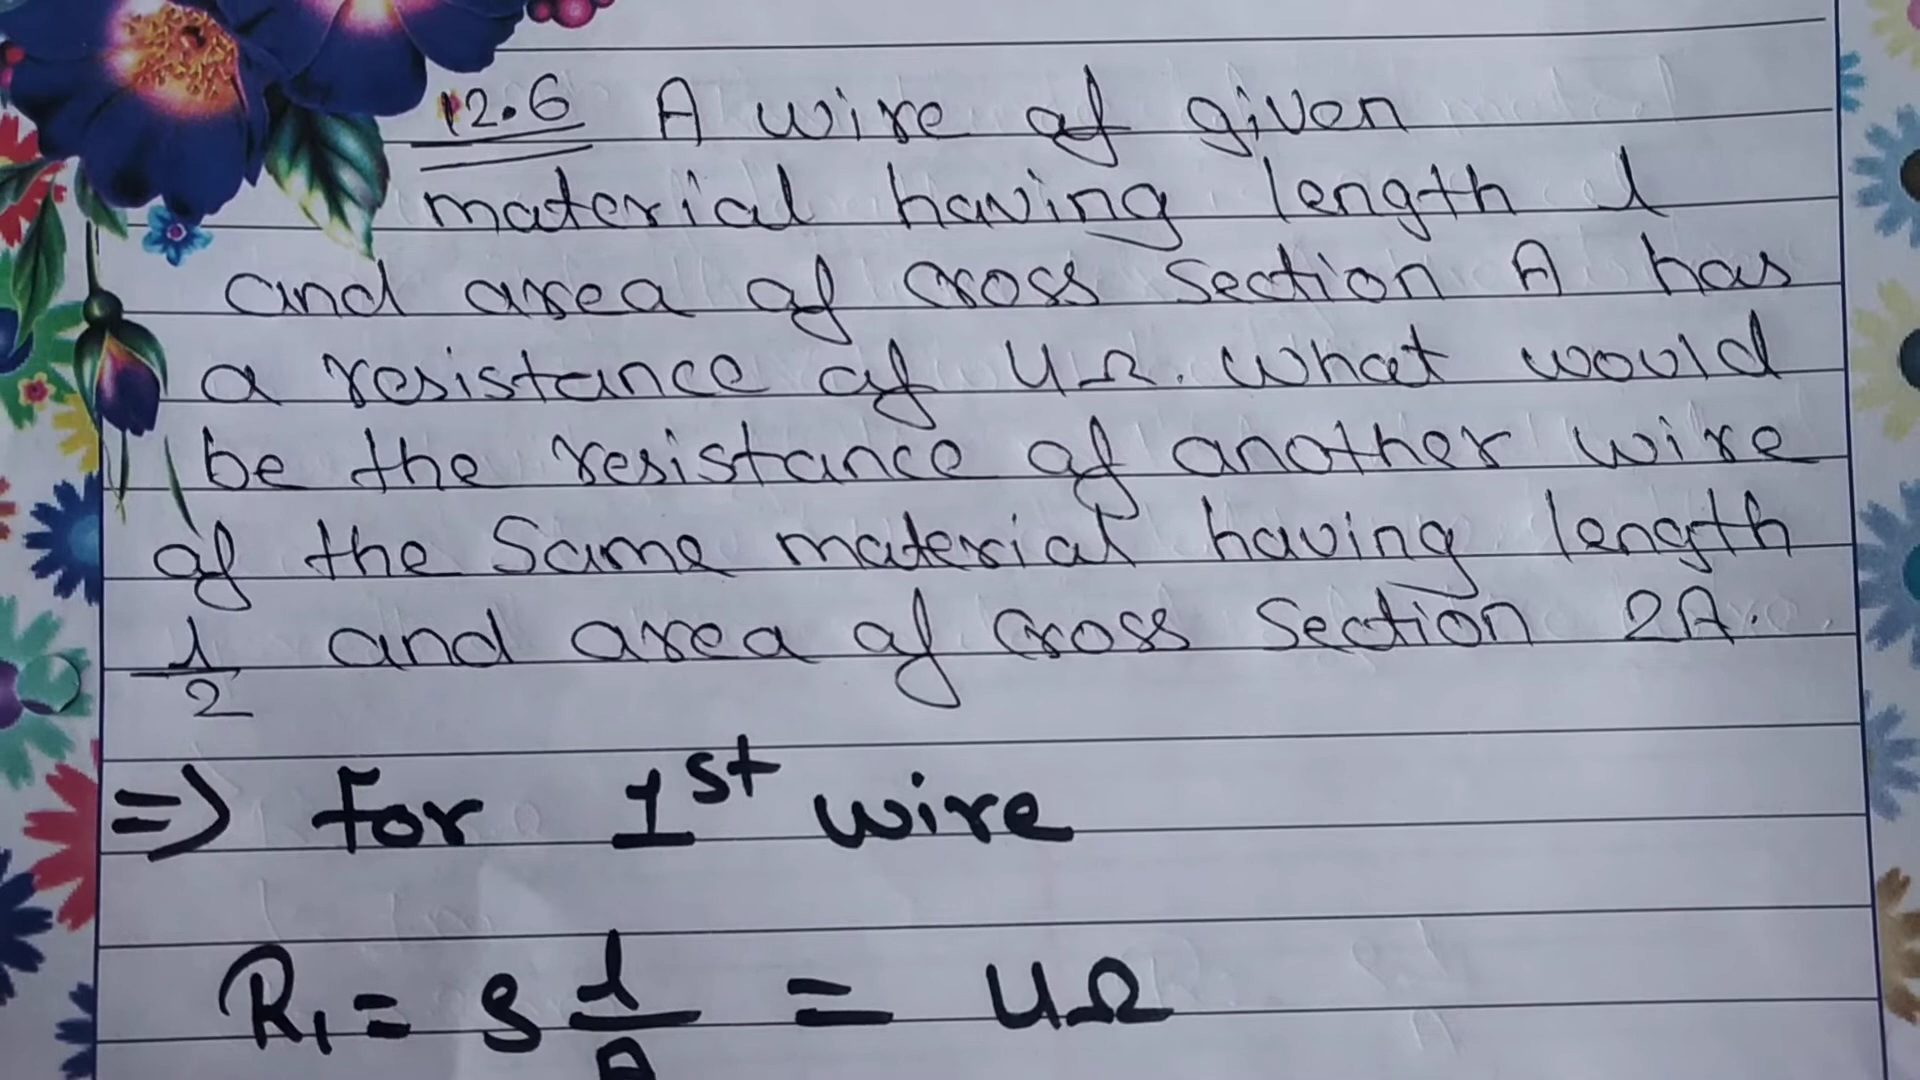 12.6 A wire of given
material having length l
and area of cross section A has
a resistance of 4Ω. What would
be the resistance of another wire
of the same material having length
l/2 and area of cross section 2A.
=> For 1st wire
R₁ = ρ l/A = 4Ω